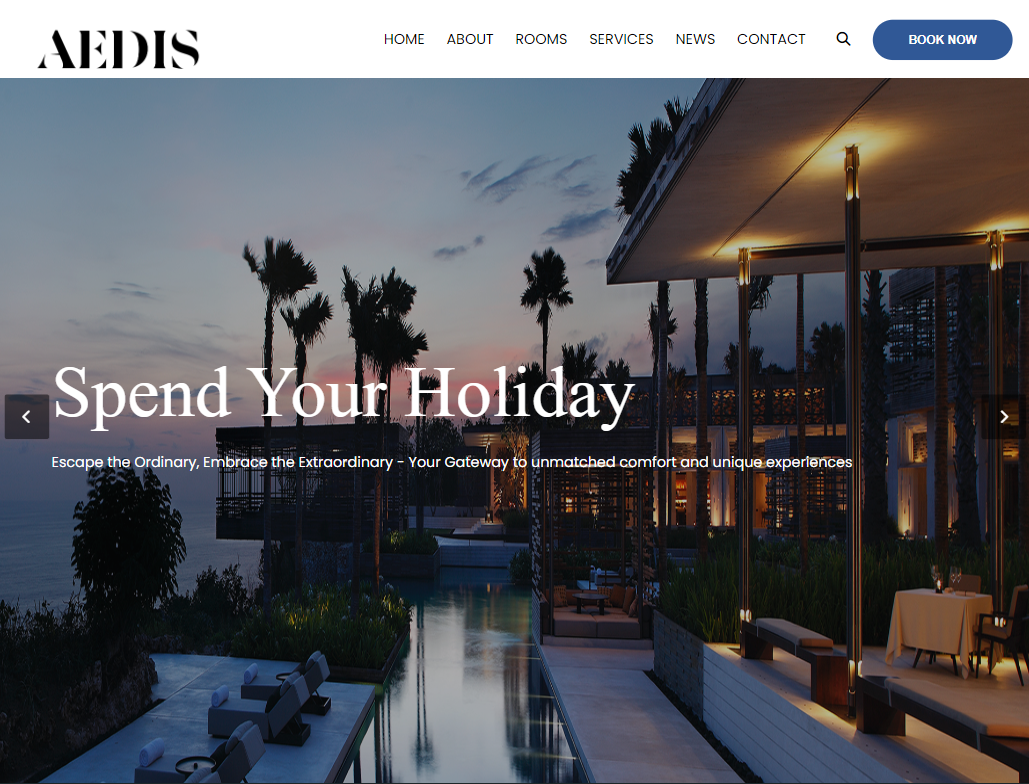 AEDIS
HOME ABOUT ROOMS SERVICES NEWS CONTACT BOOK NOW
Spend Your Holiday
Escape the Ordinary, Embrace the Extraordinary - Your Gateway to unmatched comfort and unique experiences